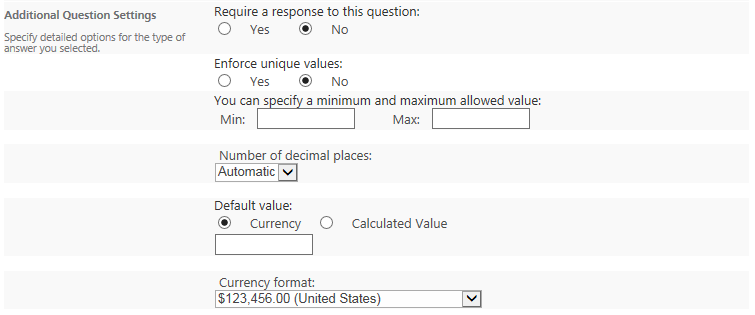 Additional Question Settings
Specify detailed options for the type of
answer you selected.
Require a response to this question:
Yes No
Enforce unique values:
Yes No
You can specify a minimum and maximum allowed value:
Min: Max:
Number of decimal places:
Automatic
Default value:
Currency Calculated Value
Currency format:
$123,456.00 (United States)